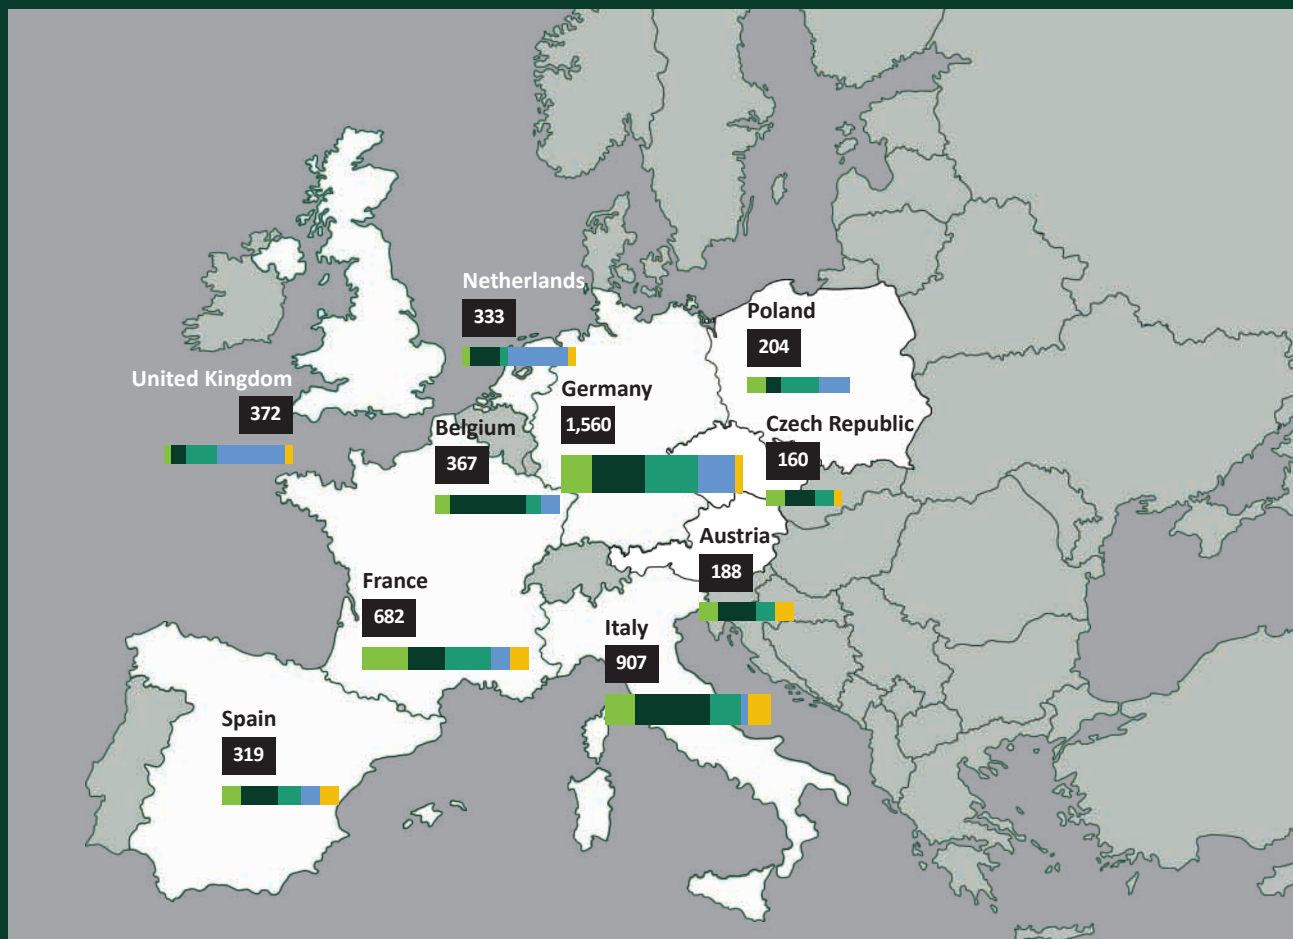 Netherlands
333
Poland
204
United Kingdom
372
Germany
1,560
Belgium
367
Czech Republic
160
Austria
188
France
682
Italy
907
Spain
319